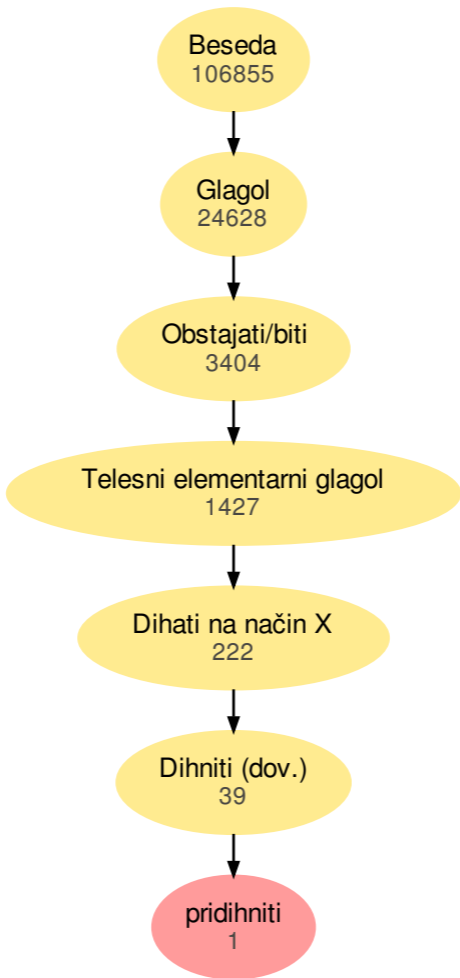 Beseda
106855
Glagol
24628
Obstajati/biti
3404
Telesni elementarni glagol
1427
Dihati na način X
222
Dihniti (dov.)
39
pridihniti
1